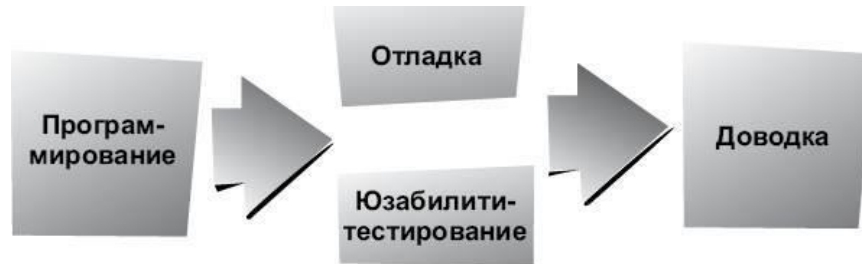 Програм-
мирование
Отладка
Юзабилити-
тестирование
Доводка